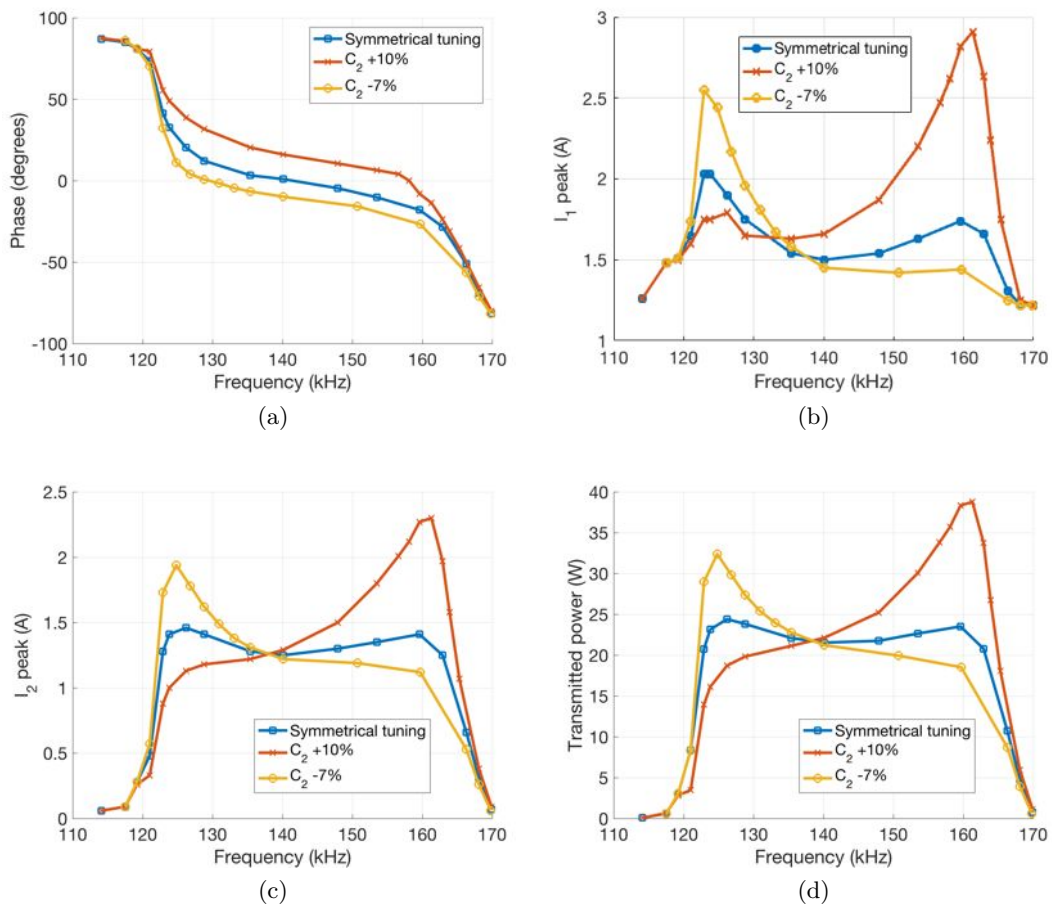 100
50
0
-50
-100
Phase (degrees)
Symmetrical tuning
C₂ +10%
C₂ -7%
110 120 130 140 150 160 170
Frequency (kHz)
(a)
3
2.5
2
1.5
1
I₁ peak (A)
Symmetrical tuning
C₂ +10%
C₂ -7%
110 120 130 140 150 160 170
Frequency (kHz)
(b)
2.5
2
1.5
1
0.5
0
I₂ peak (A)
Symmetrical tuning
C₂ +10%
C₂ -7%
110 120 130 140 150 160 170
Frequency (kHz)
(c)
40
35
30
25
20
15
10
5
0
Transmitted power (W)
Symmetrical tuning
C₂ +10%
C₂ -7%
110 120 130 140 150 160 170
Frequency (kHz)
(d)